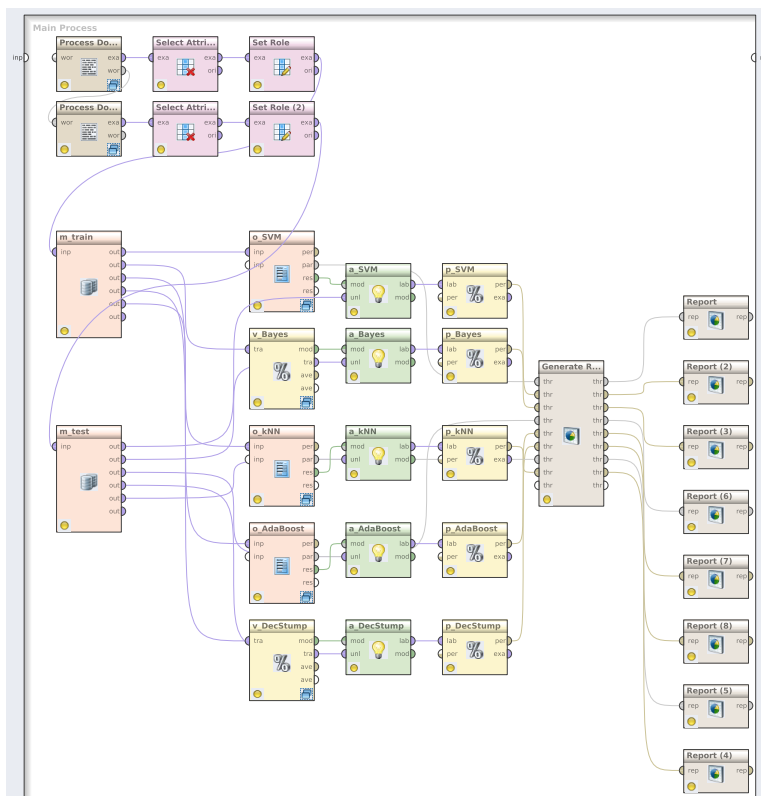 Main Process
Process Do... Select Attri... Set Role
inp wor exa exa exa exa exa
wor ori ori
Process Do... Select Attri... Set Role (2)
wor exa exa exa exa exa
wor ori ori
m_train o_SVM
inp out inp per
out inp par a_SVM p_SVM
out res mod lab lab per
out res unl mod per exa
out
out
Report
rep rep
v_Bayes a_Bayes p_Bayes
tra mod mod lab lab per
tra unl mod per exa
ave
ave
Generate R... Report (2)
thr thr rep rep
thr thr
thr thr
thr thr
thr thr
thr thr
thr thr
thr thr
thr thr
m_test o_kNN a_kNN p_kNN Report (3)
inp out inp per mod lab lab per rep rep
out inp par unl mod per exa
out res
out res
out
out
Report (6)
rep rep
o_AdaBoost a_AdaBoost p_AdaBoost
inp per mod lab lab per
inp par unl mod per exa
res
res
Report (7)
rep rep
v_DecStump a_DecStump p_DecStump Report (8)
tra mod mod lab lab per rep rep
tra unl mod per exa
ave
ave
Report (5)
rep rep
Report (4)
rep rep